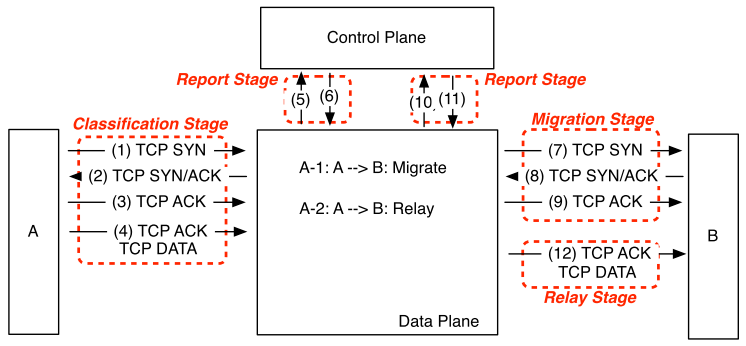 Control Plane
Report Stage
(5)
(6)
(10)
(11)
Report Stage
Classification Stage
Migration Stage
(1) TCP SYN
(2) TCP SYN/ACK
(3) TCP ACK
(4) TCP ACK
TCP DATA
A
A-1: A --> B: Migrate
A-2: A --> B: Relay
Data Plane
(7) TCP SYN
(8) TCP SYN/ACK
(9) TCP ACK
(12) TCP ACK
TCP DATA
Relay Stage
B